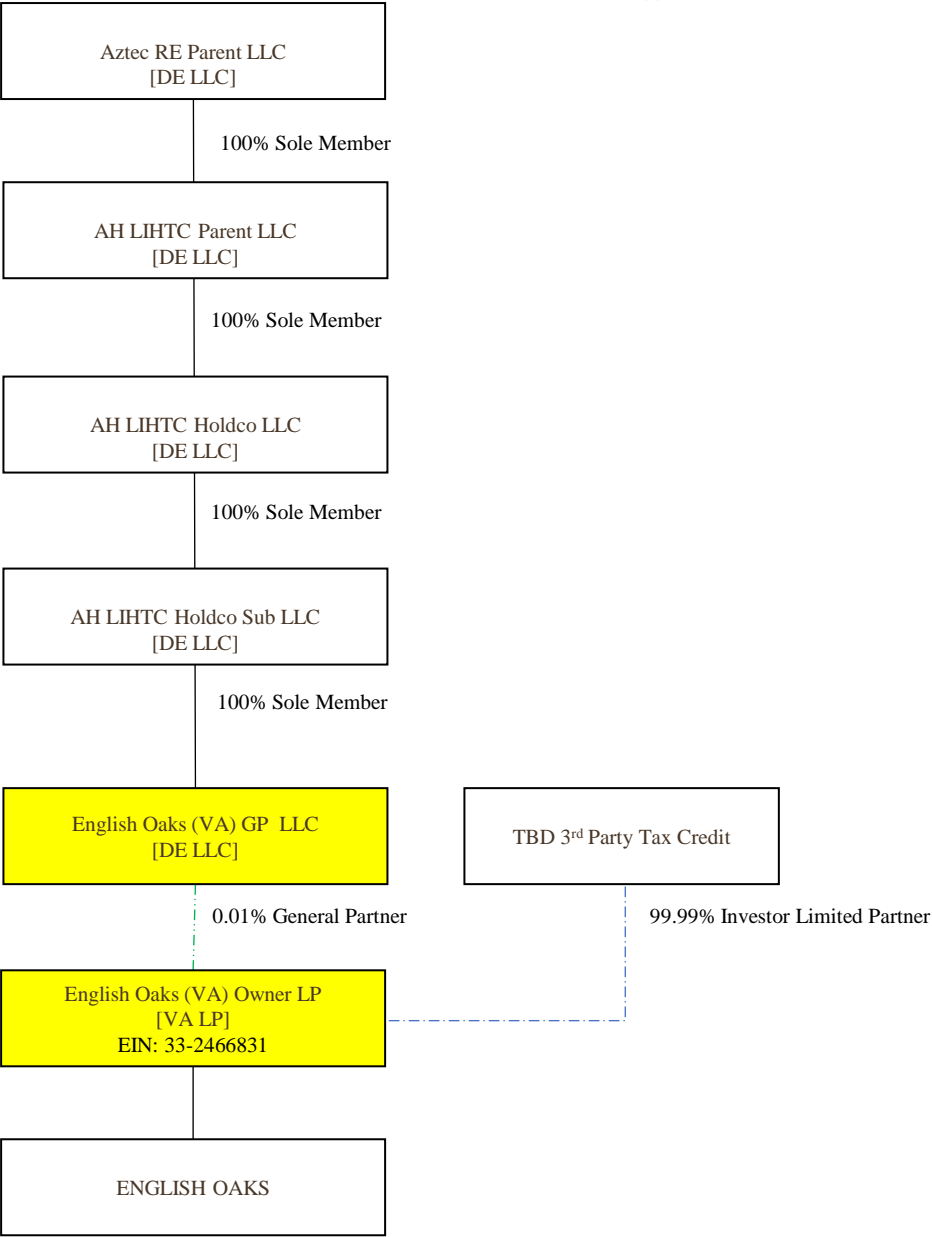 Aztec RE Parent LLC
[DE LLC]
100% Sole Member
AH LIHTC Parent LLC
[DE LLC]
100% Sole Member
AH LIHTC Holdco LLC
[DE LLC]
100% Sole Member
AH LIHTC Holdco Sub LLC
[DE LLC]
100% Sole Member
English Oaks (VA) GP LLC
[DE LLC]
TBD 3rd Party Tax Credit
0.01% General Partner
99.99% Investor Limited Partner
English Oaks (VA) Owner LP
[VA LP]
EIN: 33-2466831
ENGLISH OAKS